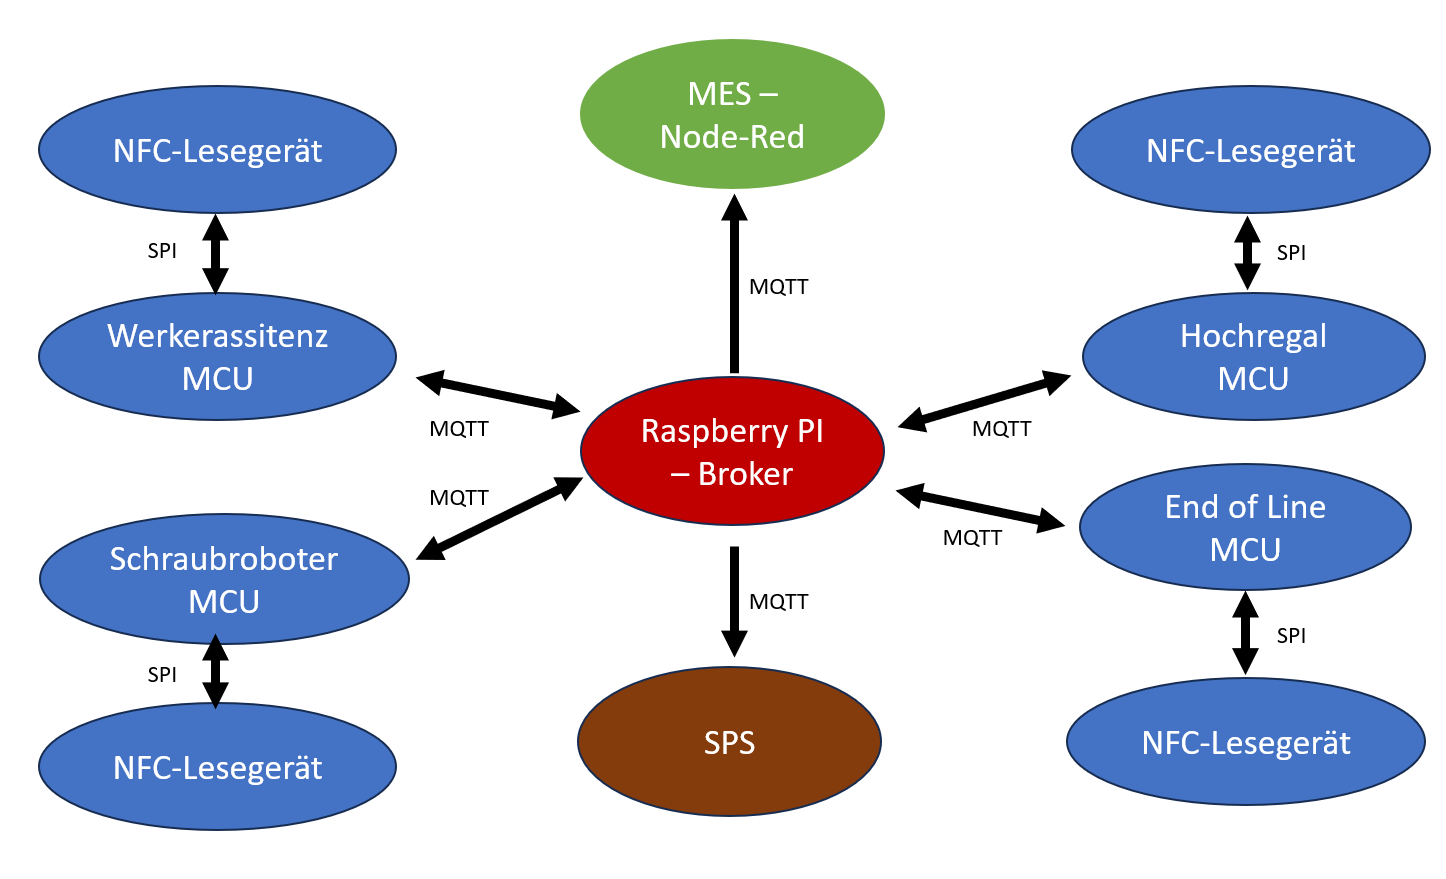 MES –
Node-Red
NFC-Lesegerät
NFC-Lesegerät
SPI
SPI
MQTT
Werkerassitenz
MCU
Hochregal
MCU
MQTT
MQTT
Raspberry PI
– Broker
MQTT
End of Line
MCU
MQTT
Schraubroboter
MCU
MQTT
SPI
SPI
SPS
NFC-Lesegerät
NFC-Lesegerät